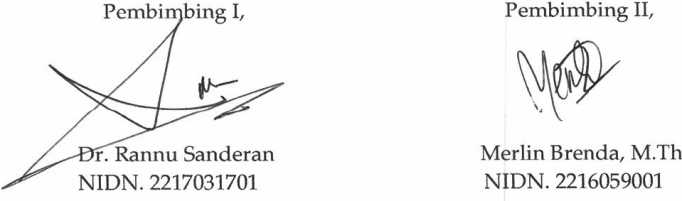 Pembimbing I,
Dr. Rannu Sanderan
NIDN. 2217031701
Pembimbing II,
Merlin Brenda, M.Th
NIDN. 2216059001